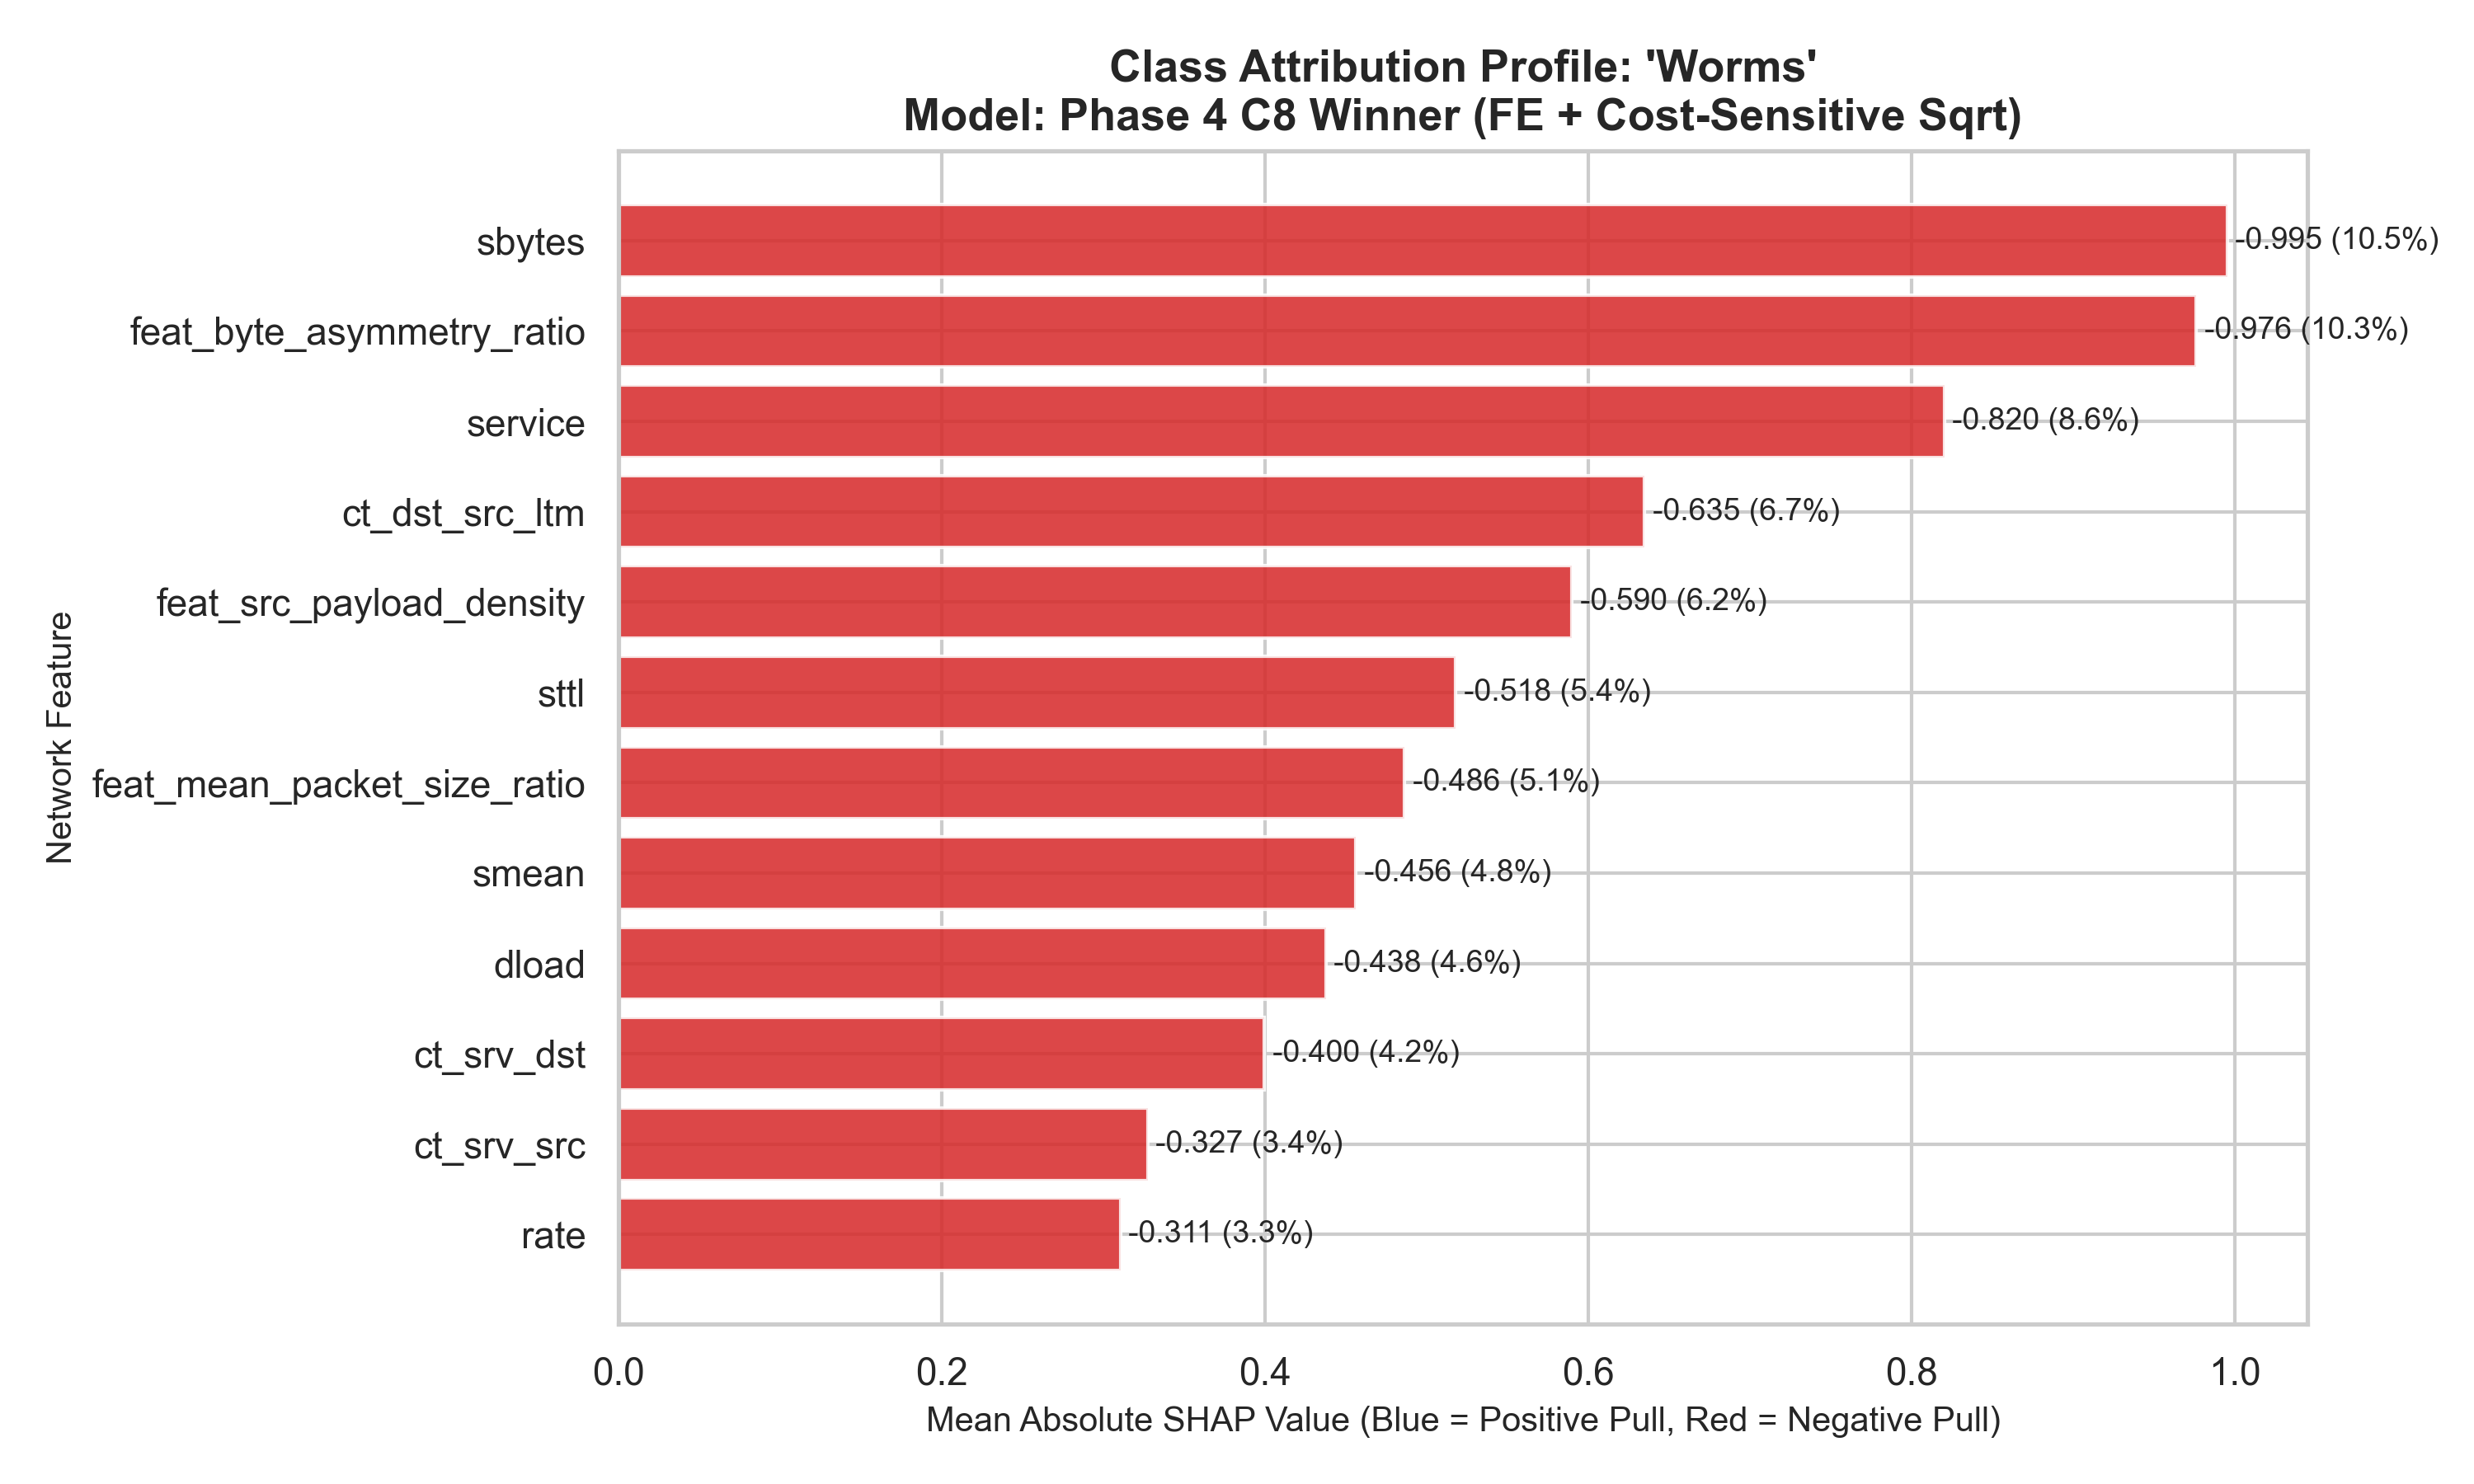 Class Attribution Profile: 'Worms'
Model: Phase 4 C8 Winner (FE + Cost-Sensitive Sqrt)
Network Feature
sbytes -0.995 (10.5%)
feat_byte_asymmetry_ratio -0.976 (10.3%)
service -0.820 (8.6%)
ct_dst_src_ltm -0.635 (6.7%)
feat_src_payload_density -0.590 (6.2%)
sttl -0.518 (5.4%)
feat_mean_packet_size_ratio -0.486 (5.1%)
smean -0.456 (4.8%)
dload -0.438 (4.6%)
ct_srv_dst -0.400 (4.2%)
ct_srv_src -0.327 (3.4%)
rate -0.311 (3.3%)
0.0 0.2 0.4 0.6 0.8 1.0
Mean Absolute SHAP Value (Blue = Positive Pull, Red = Negative Pull)